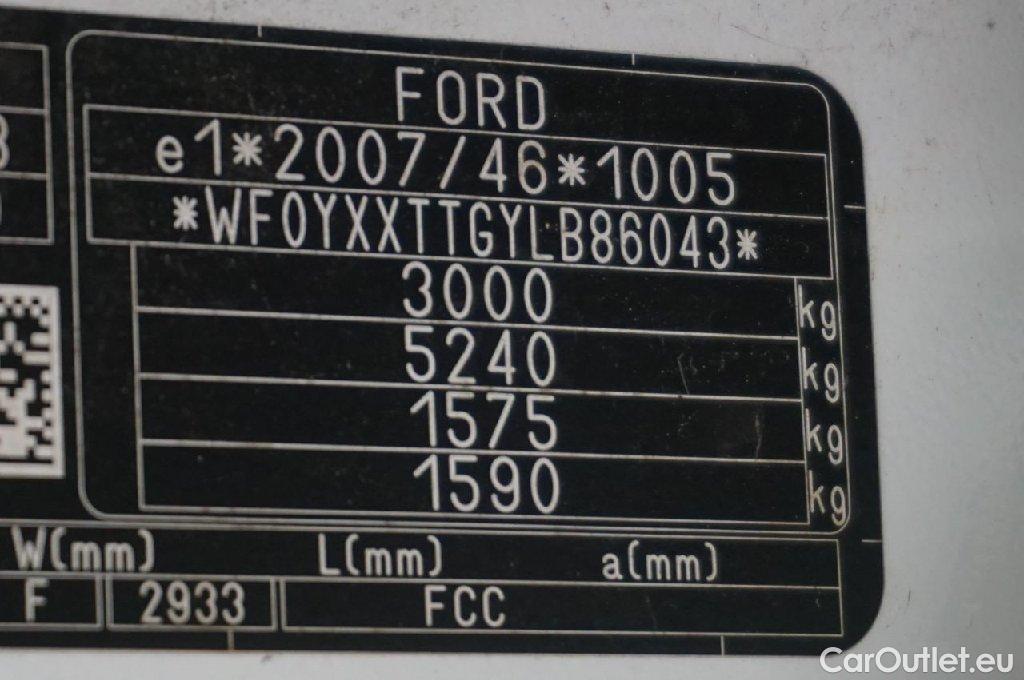 FORD
e1*2007/46*1005
*WF0YXXTTGYLB86043*
3000 kg
5240 kg
1575 kg
1590 kg
W(mm) L(mm) a(mm)
F 2933 FCC
CarOutlet.eu